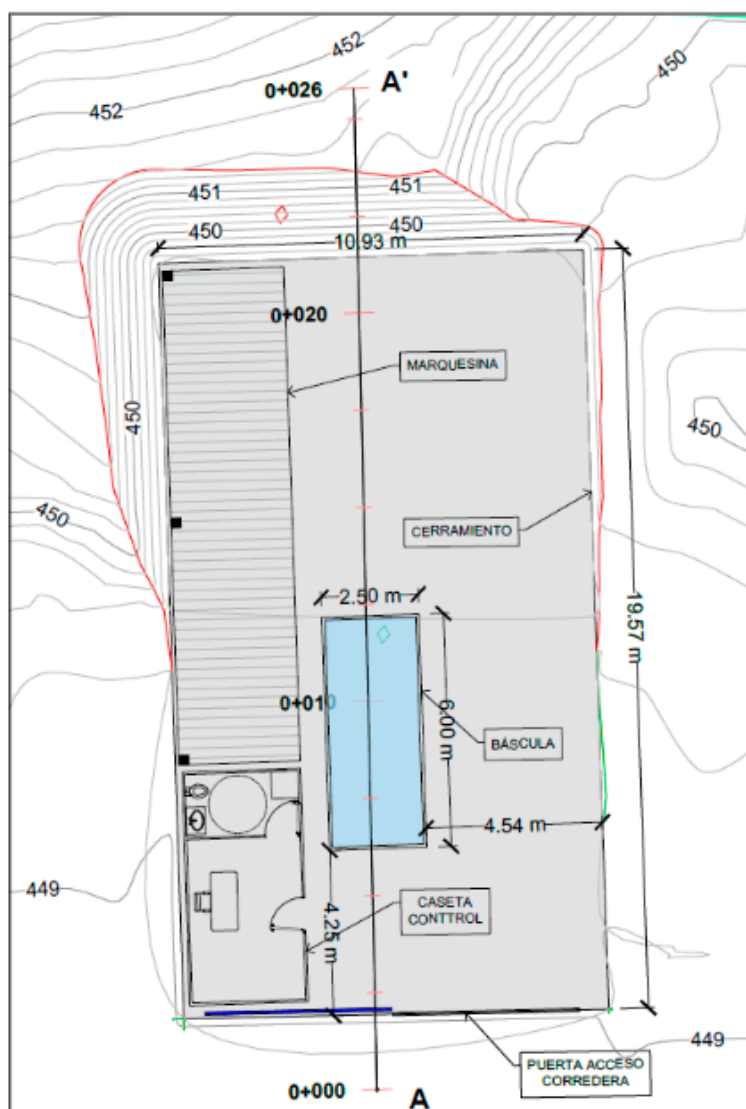 452
0+026
A'
450
452
451
451
450
450
10.93 m
0+020
MARQUESINA
450
450
450
CERRAMIENTO
2.50 m
19.57 m
0+010
6.00 m
BÁSCULA
4.54 m
449
4.25 m
CASETA
CONTTROL
449
PUERTA ACCESO
CORREDERA
0+000
A